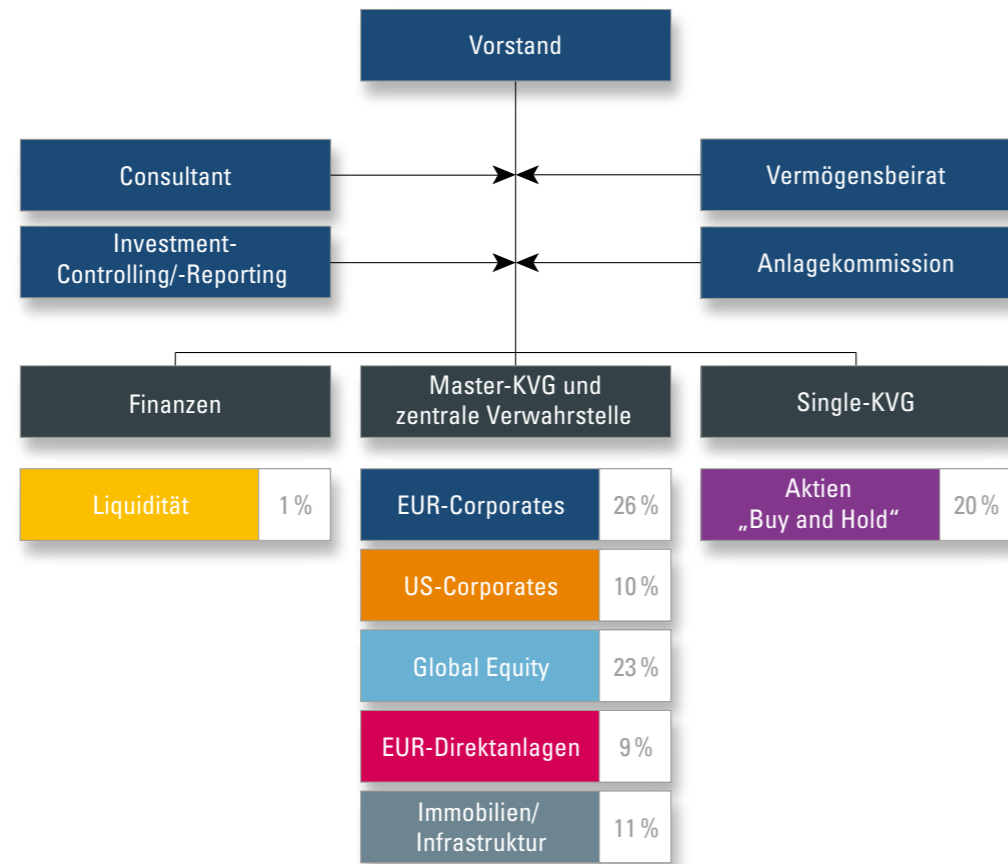 Vorstand
Consultant
Vermögensbeirat
Investment-
Controlling/-Reporting
Anlagekommission
Finanzen
Master-KVG und
zentrale Verwahrstelle
Single-KVG
Liquidität 1 %
EUR-Corporates 26 %
Aktien
„Buy and Hold“ 20 %
US-Corporates 10 %
Global Equity 23 %
EUR-Direktanlagen 9 %
Immobilien/
Infrastruktur 11 %